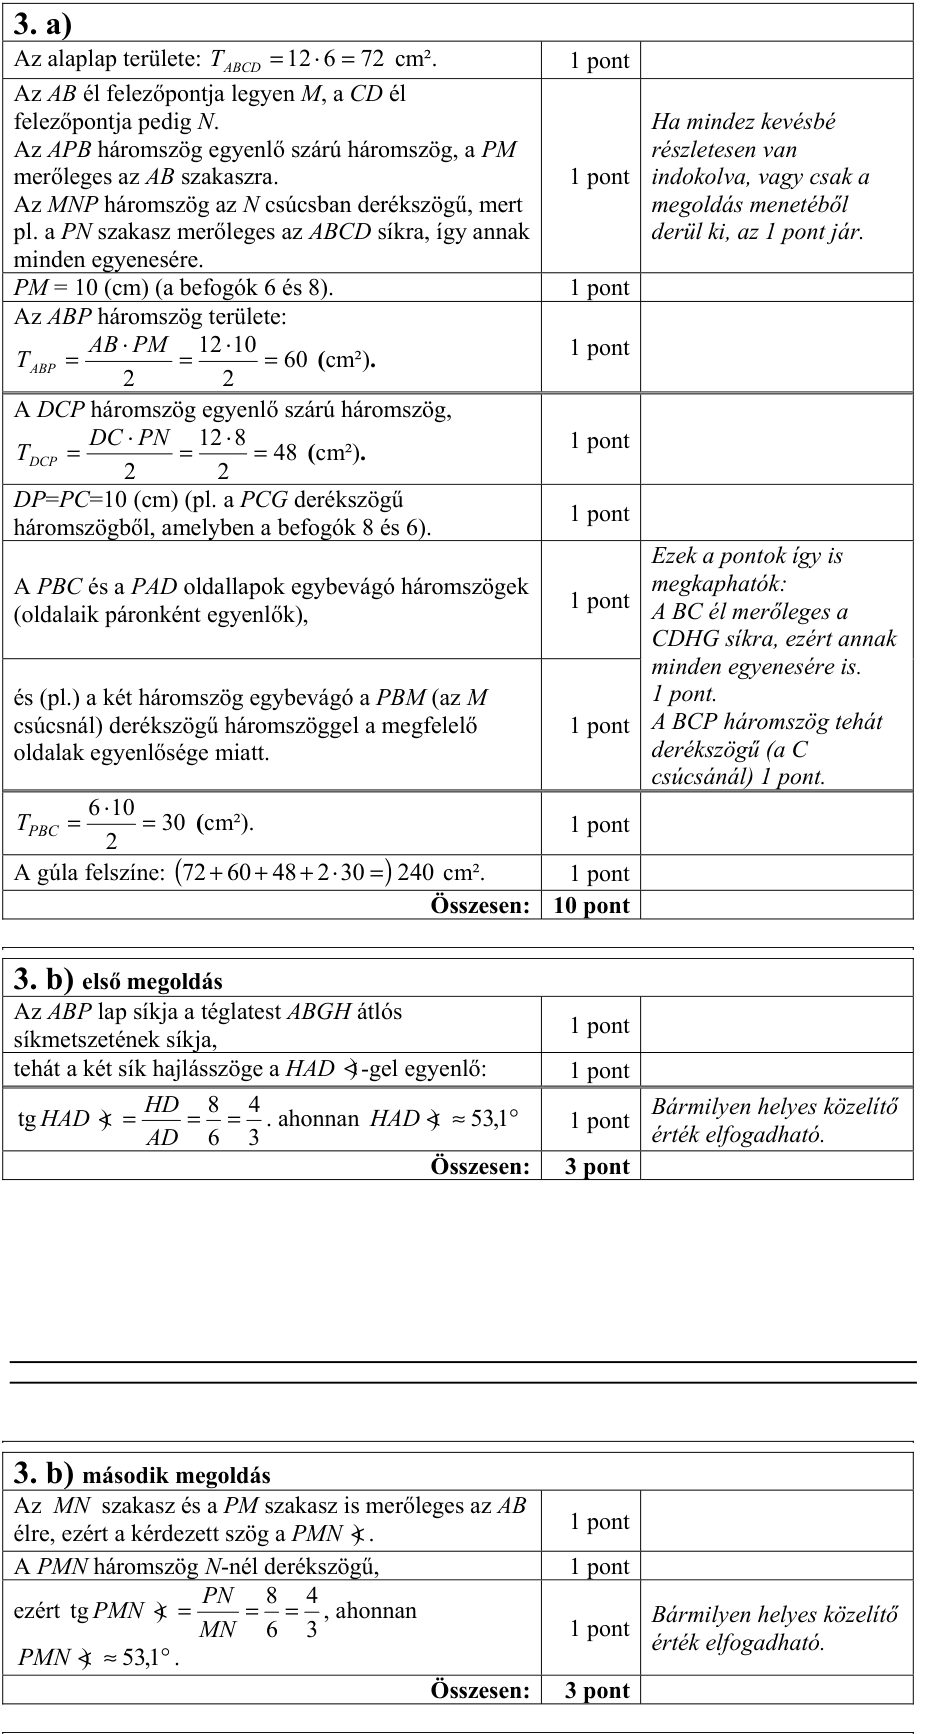 3. a)
Az alaplap területe: T_ABCD = 12 · 6 = 72 cm².
1 pont
Az AB él felezőpontja legyen M, a CD él
felezőpontja pedig N.
Az APB háromszög egyenlő szárú háromszög, a PM
merőleges az AB szakaszra.
Az MNP háromszög az N csúcsban derékszögű, mert
pl. a PN szakasz merőleges az ABCD síkra, így annak
minden egyenesére.
1 pont
Ha mindez kevésbé
részletesen van
indokolva, vagy csak a
megoldás menetéből
derül ki, az 1 pont jár.
PM = 10 (cm) (a befogók 6 és 8).
1 pont
Az ABP háromszög területe:
T_ABP = AB · PM / 2 = 12 · 10 / 2 = 60 (cm²).
1 pont
A DCP háromszög egyenlő szárú háromszög,
T_DCP = DC · PN / 2 = 12 · 8 / 2 = 48 (cm²).
1 pont
DP=PC=10 (cm) (pl. a PCG derékszögű
háromszögből, amelyben a befogók 8 és 6).
1 pont
A PBC és a PAD oldallapok egybevágó háromszögek
(oldalaik páronként egyenlők),
1 pont
és (pl.) a két háromszög egybevágó a PBM (az M
csúcsnál) derékszögű háromszöggel a megfelelő
oldalak egyenlősége miatt.
1 pont
Ezek a pontok így is
megkaphatók:
A BC él merőleges a
CDHG síkra, ezért annak
minden egyenesére is.
1 pont.
A BCP háromszög tehát
derékszögű (a C
csúcsánál) 1 pont.
T_PBC = 6 · 10 / 2 = 30 (cm²).
1 pont
A gúla felszíne: (72 + 60 + 48 + 2 · 30 =) 240 cm².
1 pont
Összesen: 10 pont
3. b) első megoldás
Az ABP lap síkja a téglatest ABGH átlós
síkmetszetének síkja,
1 pont
tehát a két sík hajlásszöge a HAD ∢-gel egyenlő:
1 pont
tg HAD ∢ = HD / AD = 8 / 6 = 4 / 3 . ahonnan HAD ∢ ≈ 53,1°
1 pont
Bármilyen helyes közelítő
érték elfogadható.
Összesen: 3 pont
3. b) második megoldás
Az MN szakasz és a PM szakasz is merőleges az AB
élre, ezért a kérdezett szög a PMN ∢.
1 pont
A PMN háromszög N-nél derékszögű,
1 pont
ezért tg PMN ∢ = PN / MN = 8 / 6 = 4 / 3 , ahonnan
PMN ∢ ≈ 53,1°.
1 pont
Bármilyen helyes közelítő
érték elfogadható.
Összesen: 3 pont